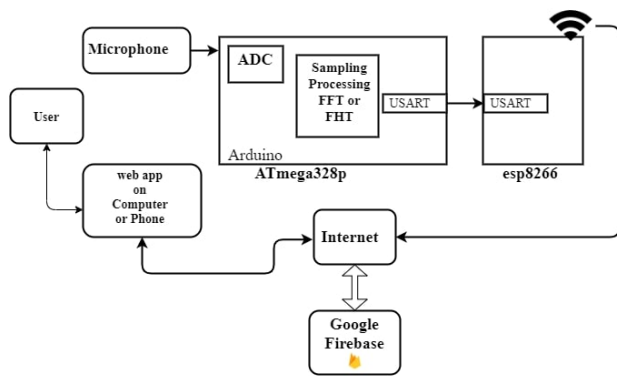 Microphone
ADC
Sampling
Processing
FFT or
FHT
USART
USART
Arduino
ATmega328p
esp8266
User
web app
on
Computer
or Phone
Internet
Google
Firebase